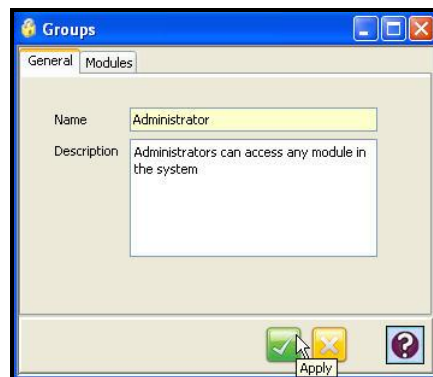 Groups
General Modules
Name Administrator
Description Administrators can access any module in
the system
?
Apply